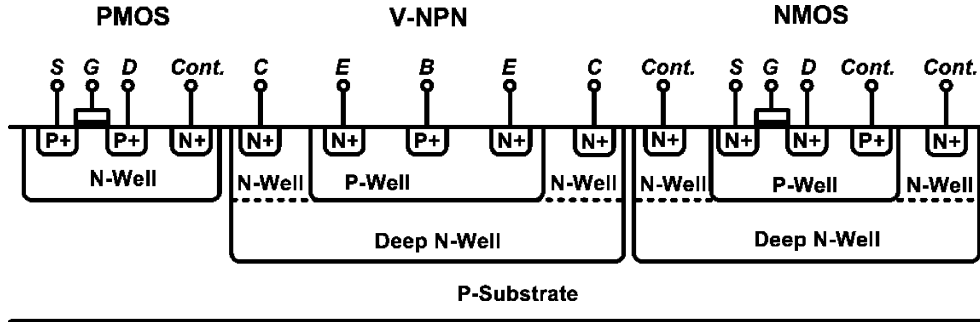 PMOS V-NPN NMOS
S G D Cont. C E B E C Cont. S G D Cont. Cont.
P+ P+ N+ N+ N+ P+ N+ N+ N+ N+ N+ P+ N+
N-Well N-Well P-Well N-Well N-Well P-Well N-Well
Deep N-Well Deep N-Well
P-Substrate